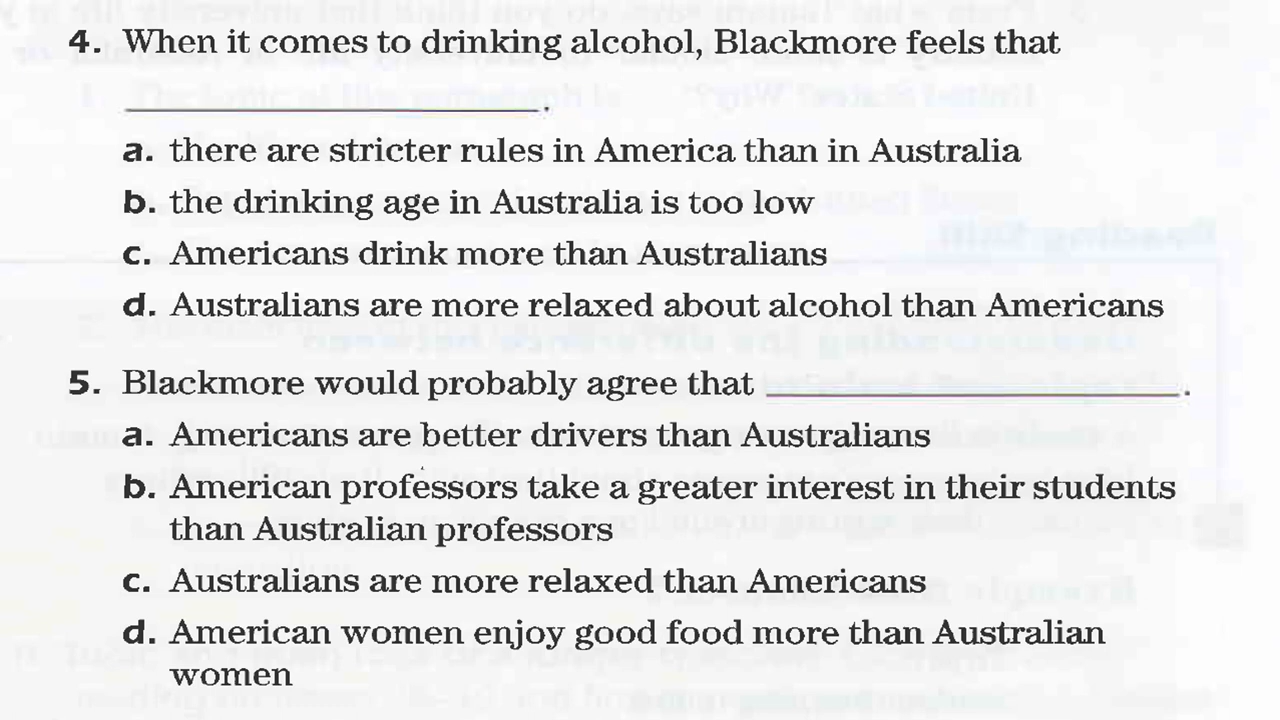 4. When it comes to drinking alcohol, Blackmore feels that
____________________.
a. there are stricter rules in America than in Australia
b. the drinking age in Australia is too low
c. Americans drink more than Australians
d. Australians are more relaxed about alcohol than Americans
5. Blackmore would probably agree that ____________________.
a. Americans are better drivers than Australians
b. American professors take a greater interest in their students
than Australian professors
c. Australians are more relaxed than Americans
d. American women enjoy good food more than Australian
women